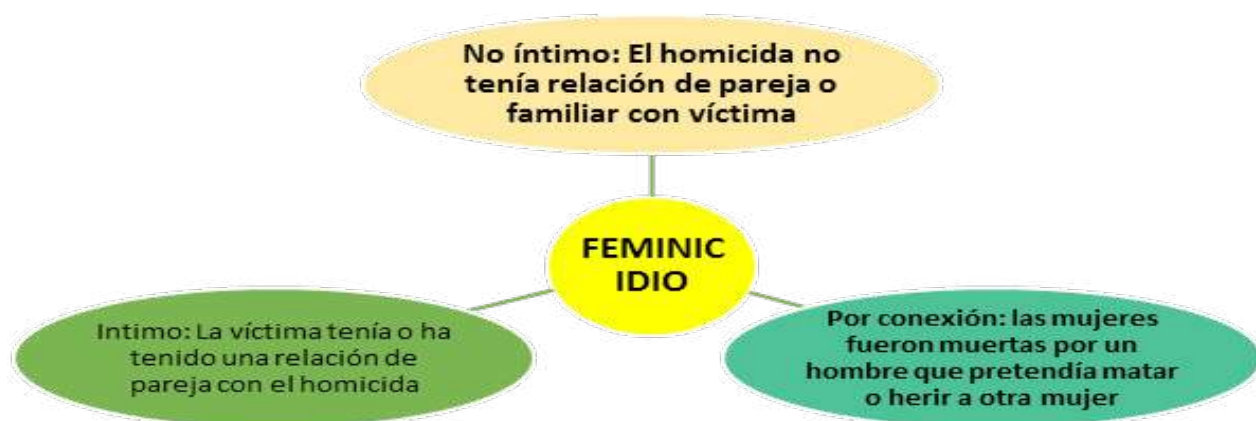 No íntimo: El homicida no
tenía relación de pareja o
familiar con víctima
FEMINIC
IDIO
Intimo: La víctima tenía o ha
tenido una relación de
pareja con el homicida
Por conexión: las mujeres
fueron muertas por un
hombre que pretendía matar
o herir a otra mujer